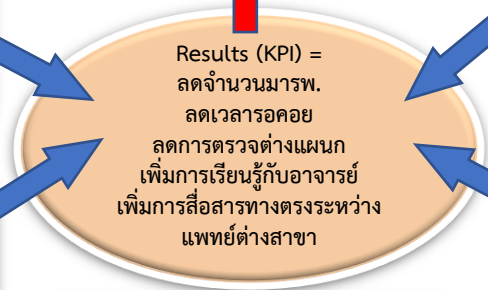 Results (KPI) =
ลดจำนวนมารพ.
ลดเวลารอคอย
ลดการตรวจต่างแผนก
เพิ่มการเรียนรู้กับอาจารย์
เพิ่มการสื่อสารทางตรงระหว่าง
แพทย์ต่างสาขา